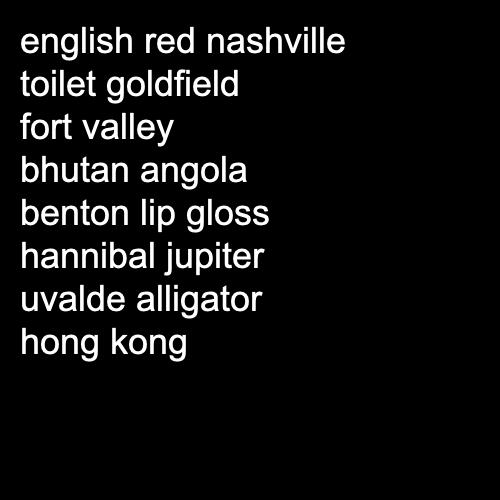 english red nashville
toilet goldfield
fort valley
bhutan angola
benton lip gloss
hannibal jupiter
uvalde alligator
hong kong